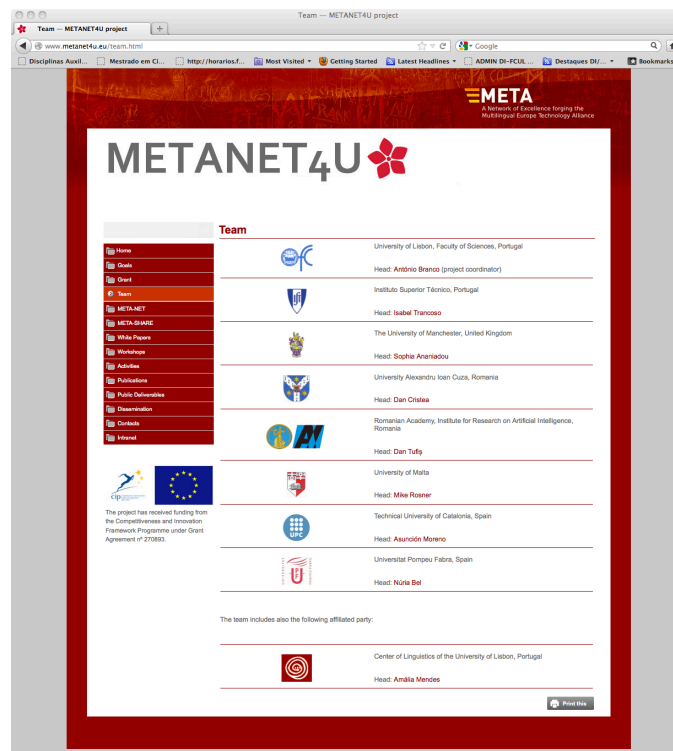 Team — METANET4U project
Team — METANET4U project
www.metanet4u.eu/team.html
Google
Disciplinas Auxil...
Mestrado em Ci...
http://horarios.f...
Most Visited
Getting Started
Latest Headlines
ADMIN DI-FCUL ...
Destaques DI/...
Bookmarks
META
A Network of Excellence forging the
Multilingual Europe Technology Alliance
METANET4U
Team
Home
Goals
Grant
Team
META-NET
META-SHARE
White Papers
Workshops
Activities
Publications
Public Deliverables
Dissemination
Contacts
Intranet
cip
The project has received funding from
the Competitiveness and Innovation
Framework Programme under Grant
Agreement nº 270893.
University of Lisbon, Faculty of Sciences, Portugal
Head: António Branco (project coordinator)
Instituto Superior Técnico, Portugal
Head: Isabel Trancoso
The University of Manchester, United Kingdom
Head: Sophia Ananiadou
University Alexandru Ioan Cuza, Romania
Head: Dan Cristea
Romanian Academy, Institute for Research on Artificial Intelligence,
Romania
Head: Dan Tufiş
University of Malta
Head: Mike Rosner
UPC
Technical University of Catalonia, Spain
Head: Asunción Moreno
Universitat Pompeu Fabra, Spain
Head: Núria Bel
The team includes also the following affiliated party:
Center of Linguistics of the University of Lisbon, Portugal
Head: Amália Mendes
Print this